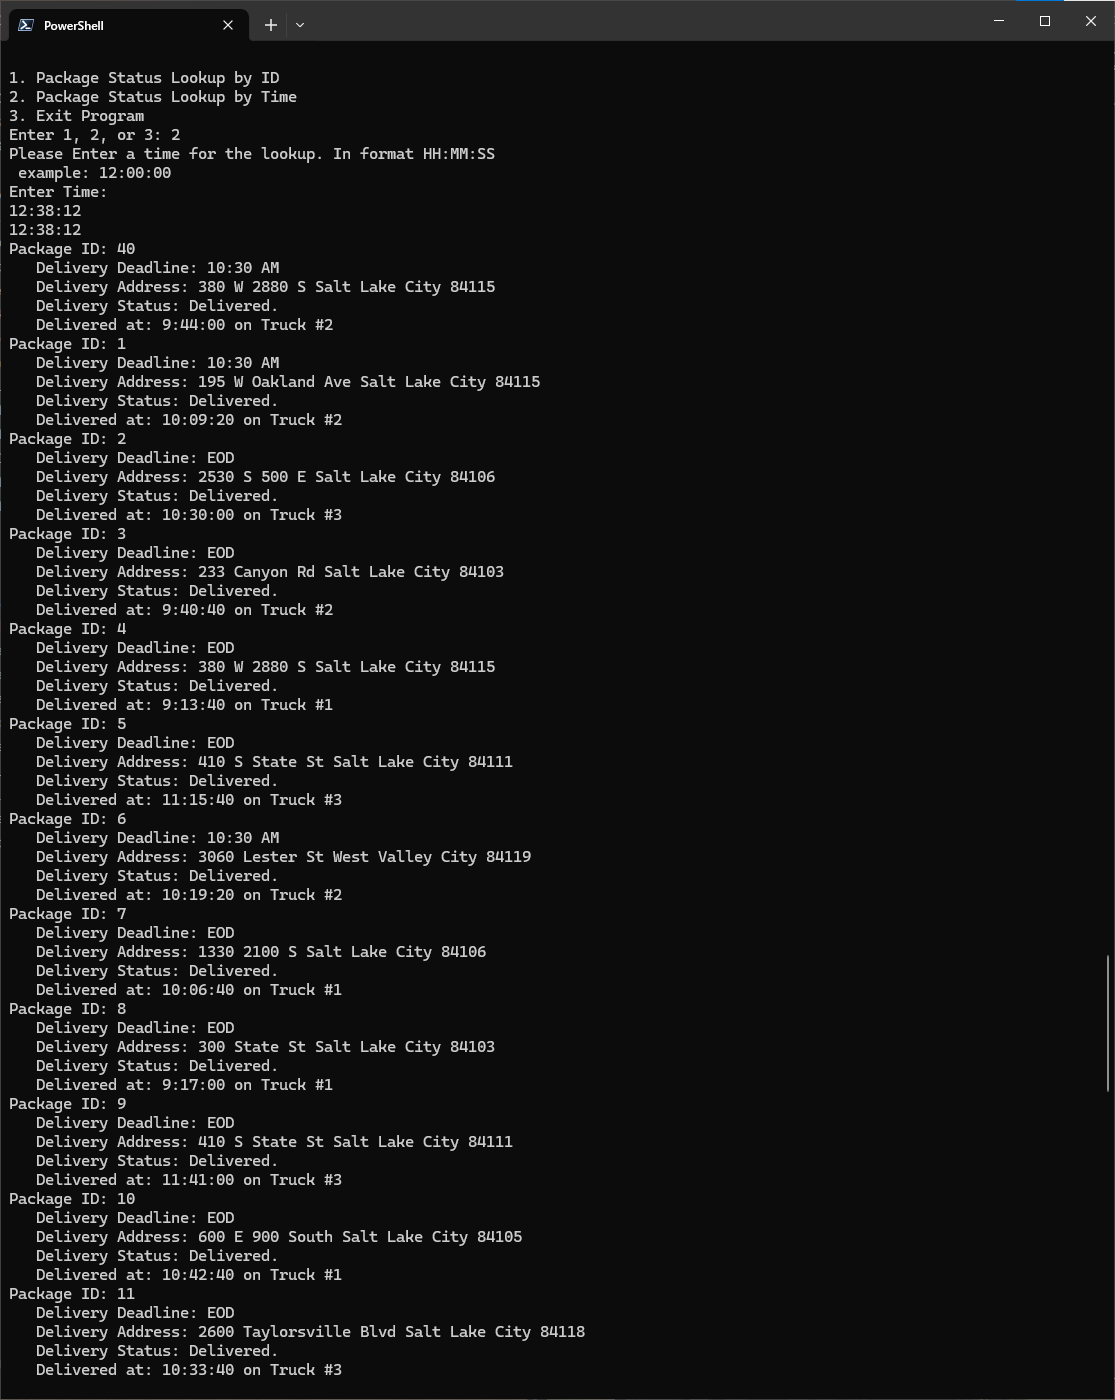 PowerShell
1. Package Status Lookup by ID
2. Package Status Lookup by Time
3. Exit Program
Enter 1, 2, or 3: 2
Please Enter a time for the lookup. In format HH:MM:SS
 example: 12:00:00
Enter Time:
12:38:12
12:38:12
Package ID: 40
   Delivery Deadline: 10:30 AM
   Delivery Address: 380 W 2880 S Salt Lake City 84115
   Delivery Status: Delivered.
   Delivered at: 9:44:00 on Truck #2
Package ID: 1
   Delivery Deadline: 10:30 AM
   Delivery Address: 195 W Oakland Ave Salt Lake City 84115
   Delivery Status: Delivered.
   Delivered at: 10:09:20 on Truck #2
Package ID: 2
   Delivery Deadline: EOD
   Delivery Address: 2530 S 500 E Salt Lake City 84106
   Delivery Status: Delivered.
   Delivered at: 10:30:00 on Truck #3
Package ID: 3
   Delivery Deadline: EOD
   Delivery Address: 233 Canyon Rd Salt Lake City 84103
   Delivery Status: Delivered.
   Delivered at: 9:40:40 on Truck #2
Package ID: 4
   Delivery Deadline: EOD
   Delivery Address: 380 W 2880 S Salt Lake City 84115
   Delivery Status: Delivered.
   Delivered at: 9:13:40 on Truck #1
Package ID: 5
   Delivery Deadline: EOD
   Delivery Address: 410 S State St Salt Lake City 84111
   Delivery Status: Delivered.
   Delivered at: 11:15:40 on Truck #3
Package ID: 6
   Delivery Deadline: 10:30 AM
   Delivery Address: 3060 Lester St West Valley City 84119
   Delivery Status: Delivered.
   Delivered at: 10:19:20 on Truck #2
Package ID: 7
   Delivery Deadline: EOD
   Delivery Address: 1330 2100 S Salt Lake City 84106
   Delivery Status: Delivered.
   Delivered at: 10:06:40 on Truck #1
Package ID: 8
   Delivery Deadline: EOD
   Delivery Address: 300 State St Salt Lake City 84103
   Delivery Status: Delivered.
   Delivered at: 9:17:00 on Truck #1
Package ID: 9
   Delivery Deadline: EOD
   Delivery Address: 410 S State St Salt Lake City 84111
   Delivery Status: Delivered.
   Delivered at: 11:41:00 on Truck #3
Package ID: 10
   Delivery Deadline: EOD
   Delivery Address: 600 E 900 South Salt Lake City 84105
   Delivery Status: Delivered.
   Delivered at: 10:42:40 on Truck #1
Package ID: 11
   Delivery Deadline: EOD
   Delivery Address: 2600 Taylorsville Blvd Salt Lake City 84118
   Delivery Status: Delivered.
   Delivered at: 10:33:40 on Truck #3